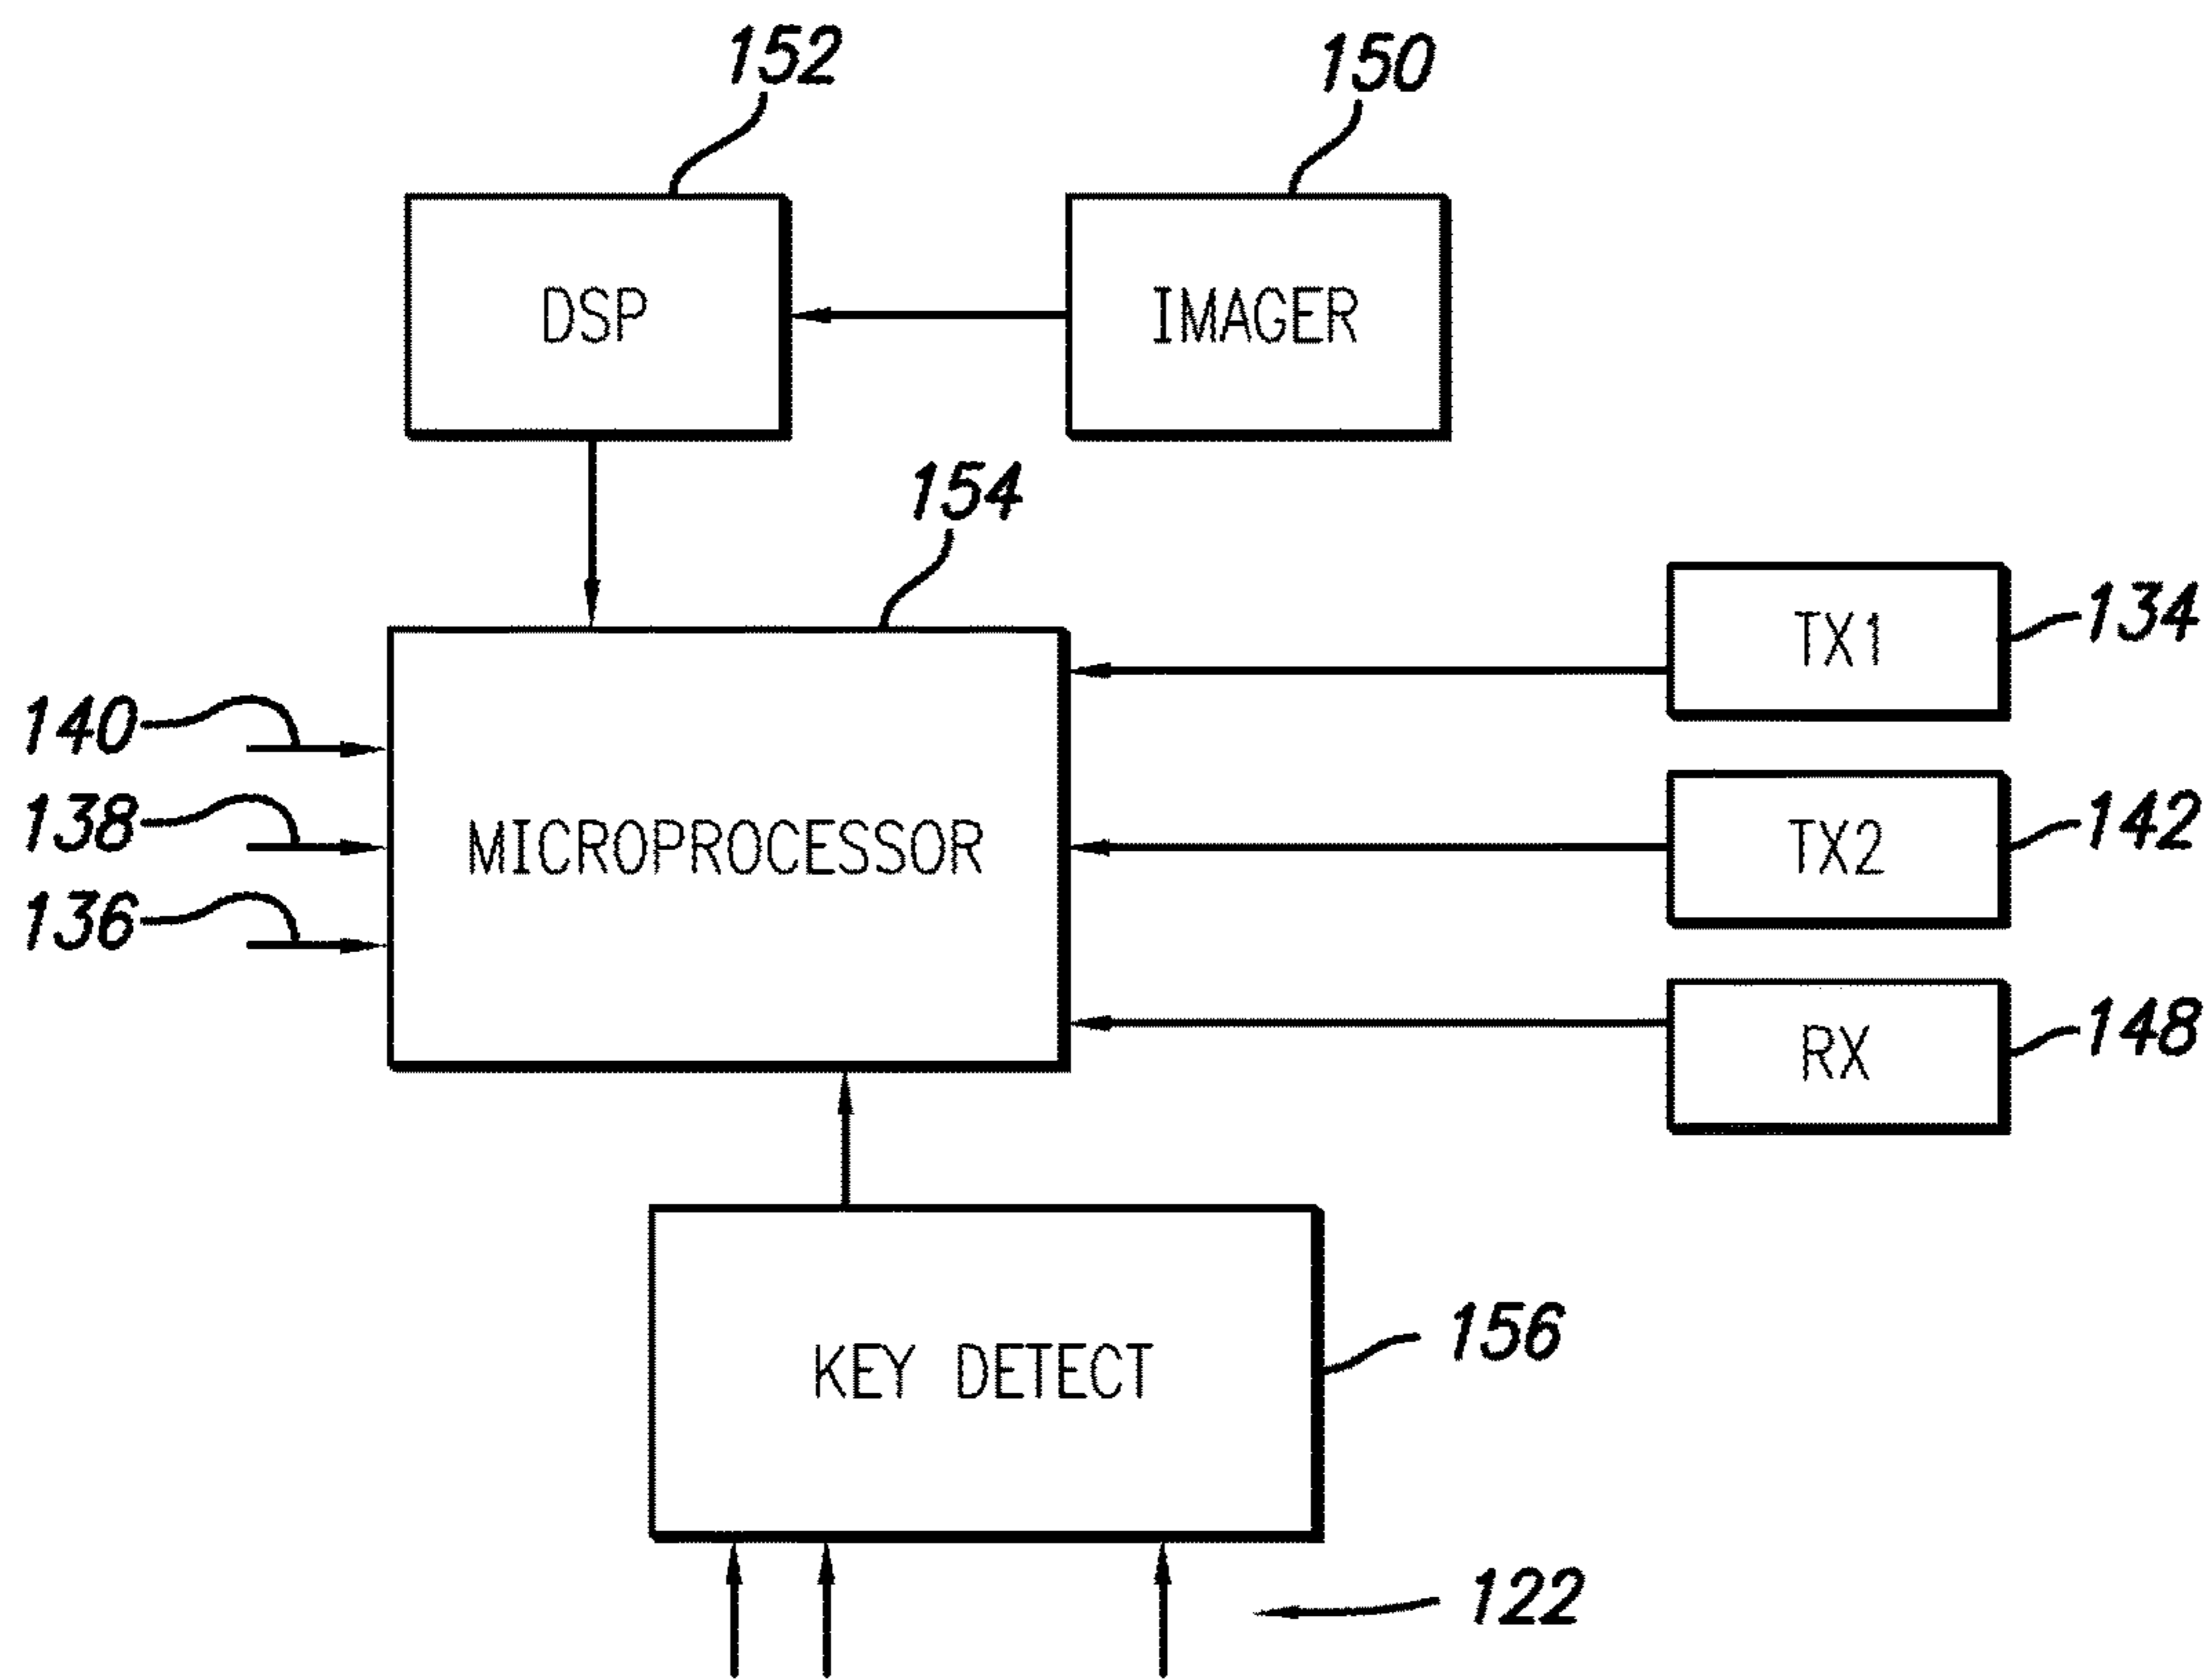 152
150
DSP
IMAGER
154
TX1
134
140
138
MICROPROCESSOR
TX2
142
136
RX
148
KEY DETECT
156
122